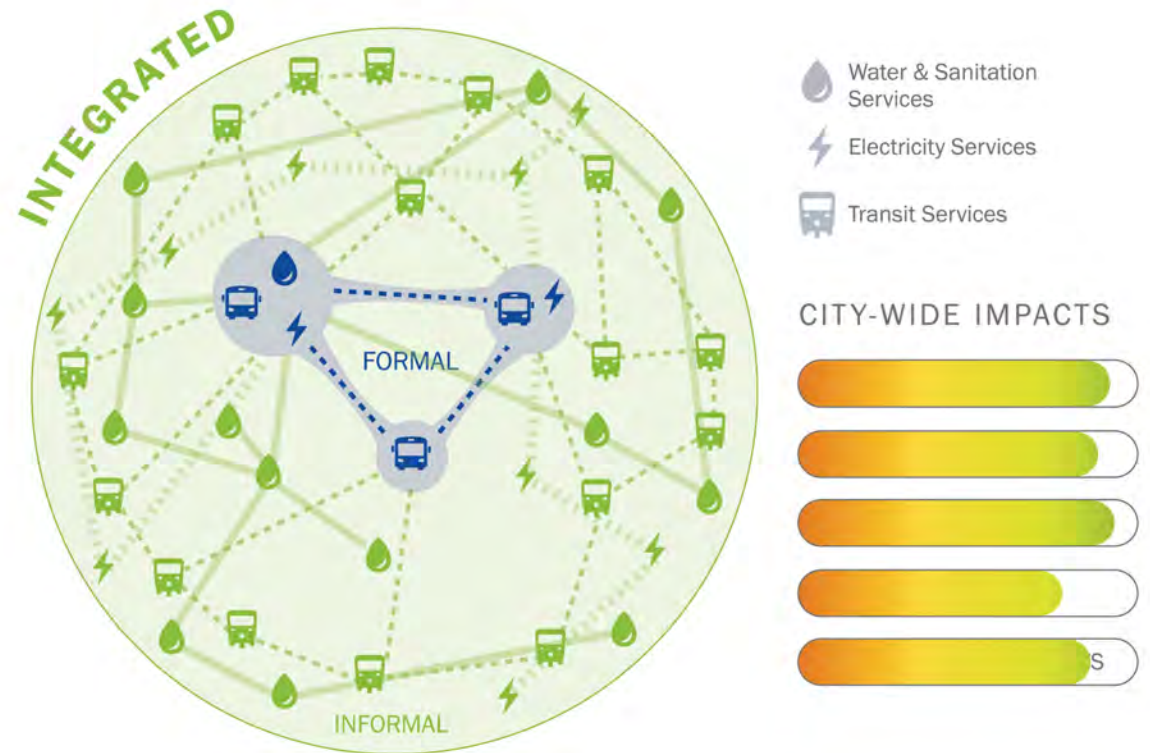 INTEGRATED
FORMAL
INFORMAL
Water & Sanitation
Services
Electricity Services
Transit Services
CITY-WIDE IMPACTS
S